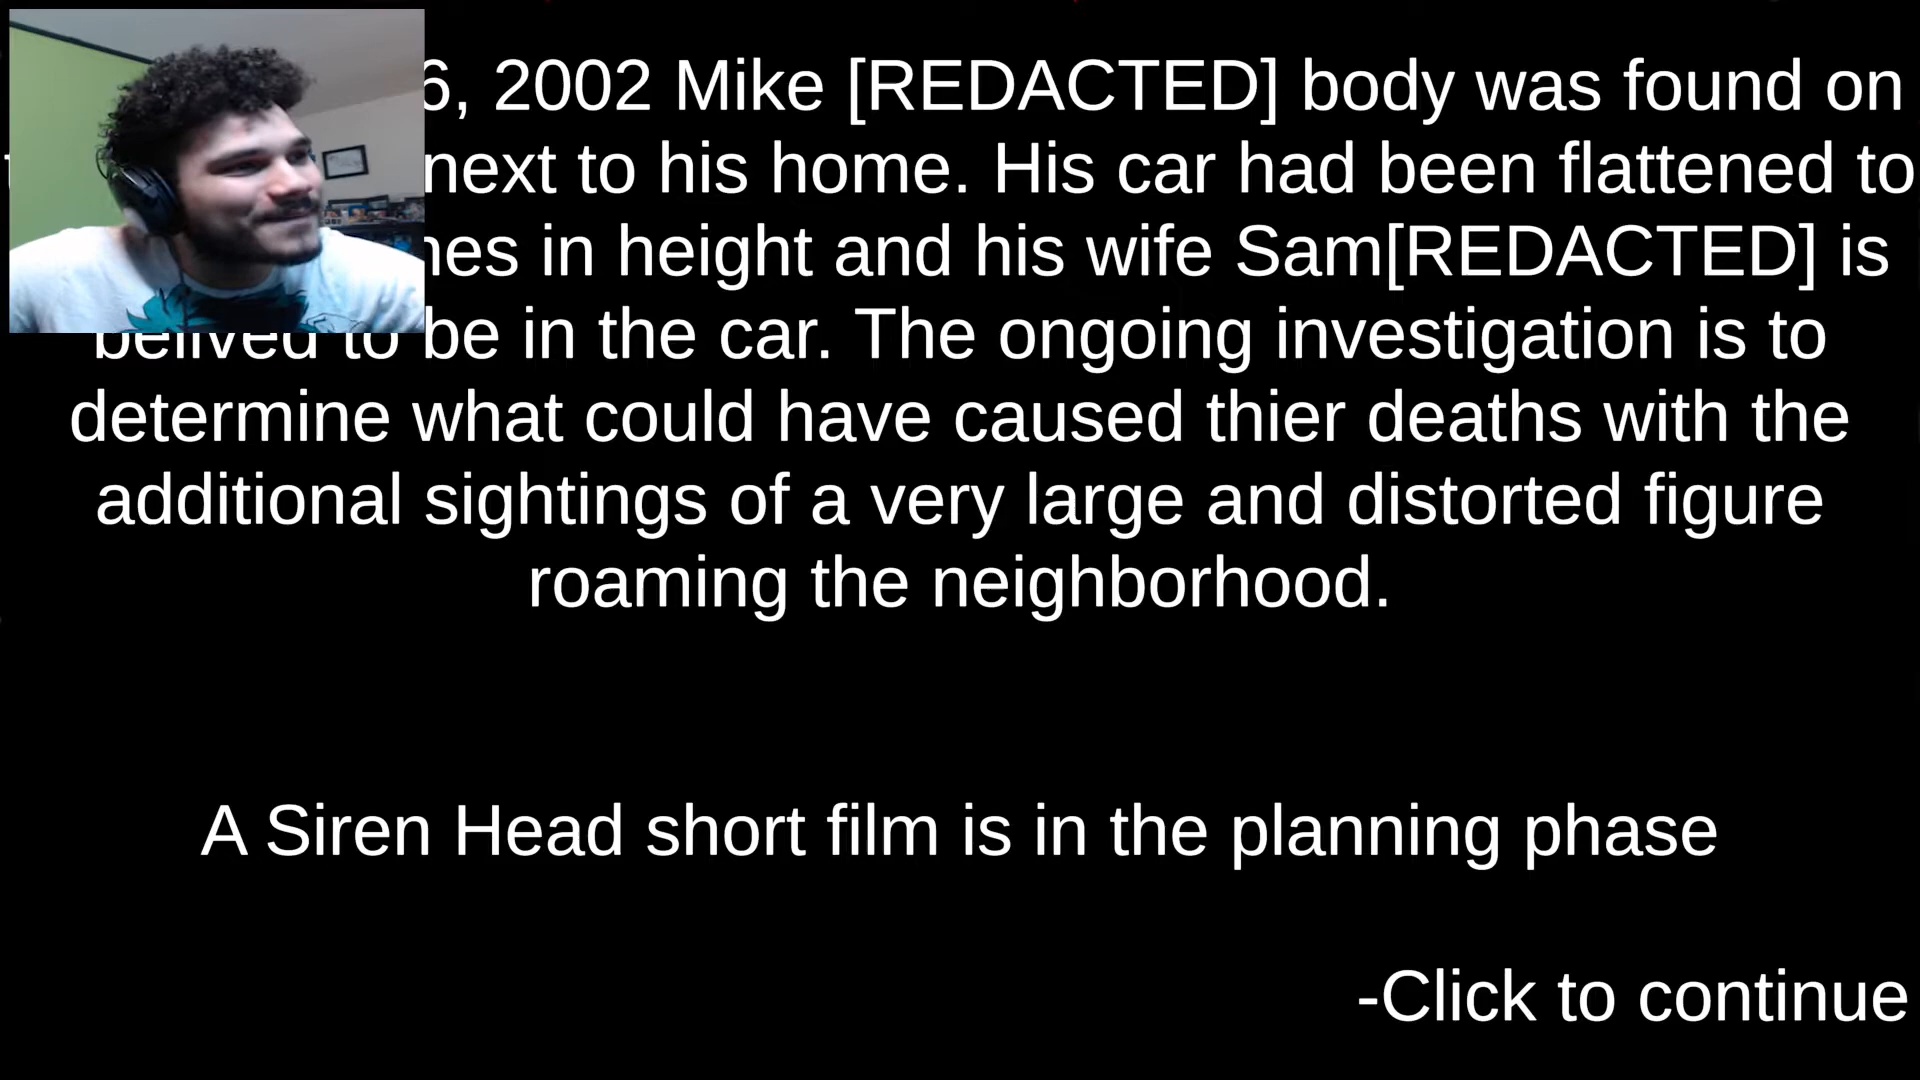 6, 2002 Mike [REDACTED] body was found on
next to his home. His car had been flattened to
in height and his wife Sam[REDACTED] is
belived to be in the car. The ongoing investigation is to
determine what could have caused thier deaths with the
additional sightings of a very large and distorted figure
roaming the neighborhood.
A Siren Head short film is in the planning phase
-Click to continue